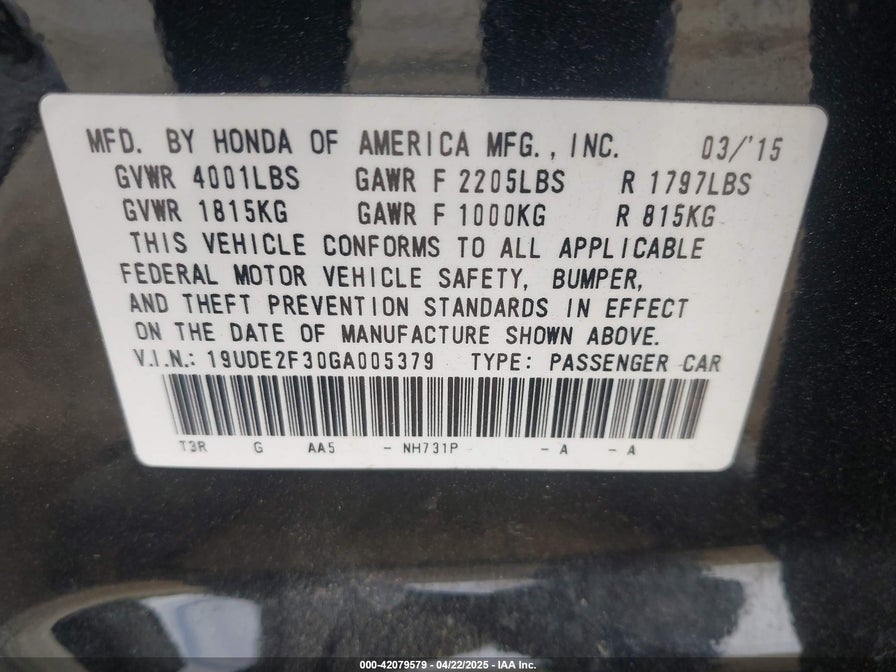 MFD. BY HONDA OF AMERICA MFG., INC. 03/'15
GVWR 4001LBS GAWR F 2205LBS R 1797LBS
GVWR 1815KG GAWR F 1000KG R 815KG
THIS VEHICLE CONFORMS TO ALL APPLICABLE
FEDERAL MOTOR VEHICLE SAFETY, BUMPER,
AND THEFT PREVENTION STANDARDS IN EFFECT
ON THE DATE OF MANUFACTURE SHOWN ABOVE.
V.I.N.: 19UDE2F30GA005379 TYPE: PASSENGER CAR
T3R G AA5 - NH731P - A - A
000-42079579 - 04/22/2025 - IAA Inc.